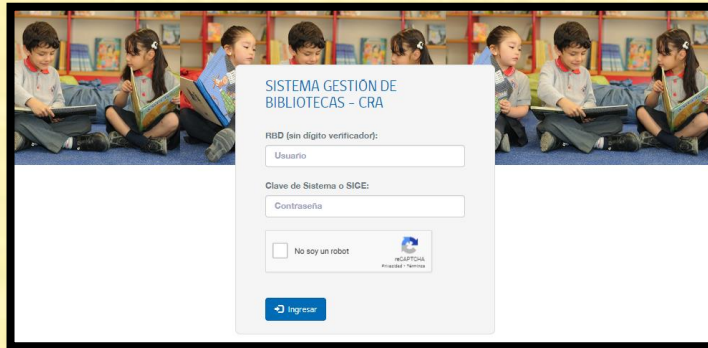 SISTEMA GESTIÓN DE
BIBLIOTECAS - CRA
RBD (sin dígito verificador):
Usuario
Clave de Sistema o SIGE:
Contraseña
No soy un robot
reCAPTCHA
Privacidad - Términos
Ingresar